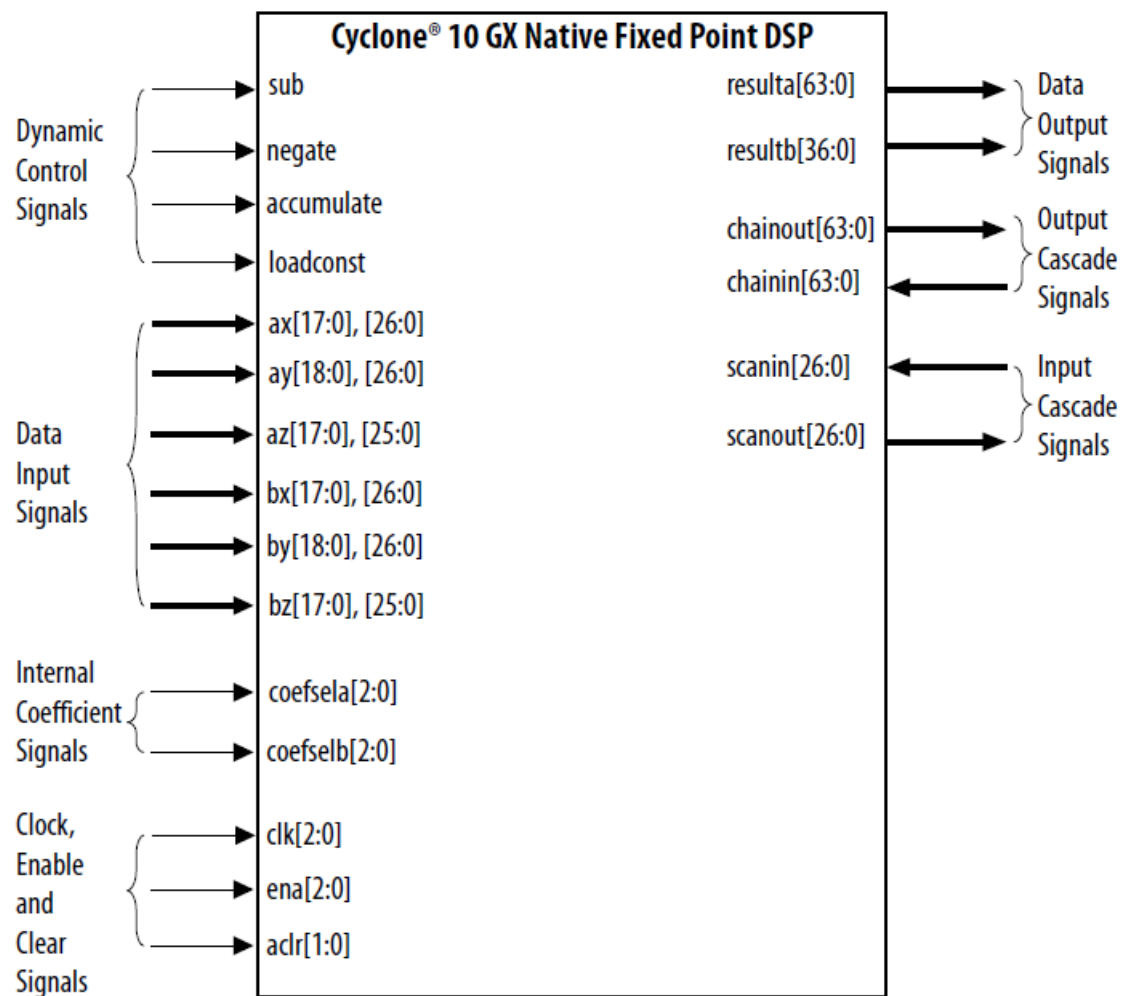 Cyclone® 10 GX Native Fixed Point DSP
Dynamic
Control
Signals
sub
negate
accumulate
loadconst
Data
Input
Signals
ax[17:0], [26:0]
ay[18:0], [26:0]
az[17:0], [25:0]
bx[17:0], [26:0]
by[18:0], [26:0]
bz[17:0], [25:0]
Internal
Coefficient
Signals
coefsela[2:0]
coefselb[2:0]
Clock,
Enable
and
Clear
Signals
clk[2:0]
ena[2:0]
aclr[1:0]
resulta[63:0]
resultb[36:0]
Data
Output
Signals
chainout[63:0]
chainin[63:0]
Output
Cascade
Signals
scanin[26:0]
scanout[26:0]
Input
Cascade
Signals